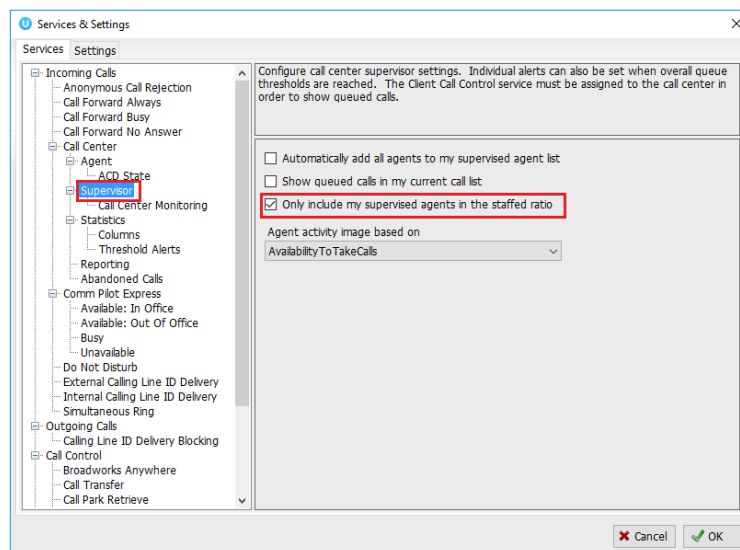 Services & Settings
Services Settings
Incoming Calls
Anonymous Call Rejection
Call Forward Always
Call Forward Busy
Call Forward No Answer
Call Center
Agent
ACD State
Supervisor
Call Center Monitoring
Statistics
Columns
Threshold Alerts
Reporting
Abandoned Calls
Comm Pilot Express
Available: In Office
Available: Out Of Office
Busy
Unavailable
Do Not Disturb
External Calling Line ID Delivery
Internal Calling Line ID Delivery
Simultaneous Ring
Outgoing Calls
Calling Line ID Delivery Blocking
Call Control
Broadworks Anywhere
Call Transfer
Call Park Retrieve
Configure call center supervisor settings. Individual alerts can also be set when overall queue
thresholds are reached. The Client Call Control service must be assigned to the call center in
order to show queued calls.
Automatically add all agents to my supervised agent list
Show queued calls in my current call list
Only include my supervised agents in the staffed ratio
Agent activity image based on
AvailabilityToTakeCalls
Cancel OK